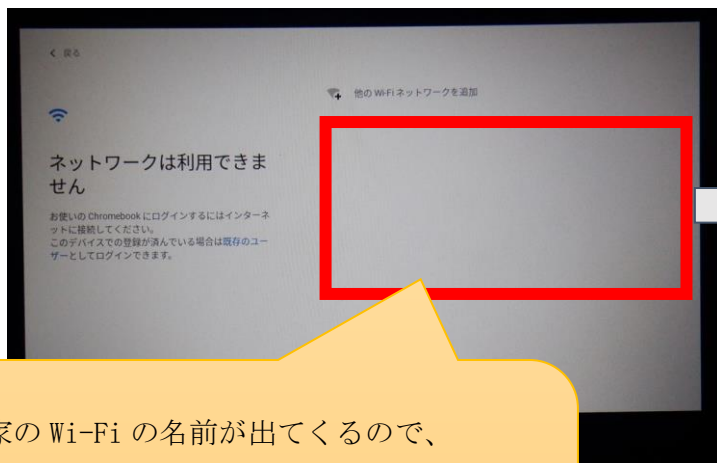 戻る
他の Wi-Fi ネットワークを追加
ネットワークは利用できま
せん
お使いの Chromebook にログインするにはインターネ
ットに接続してください。
このデバイスでの登録が済んでいる場合は既存のユー
ザーとしてログインできます。
家の Wi-Fi の名前が出てくるので、